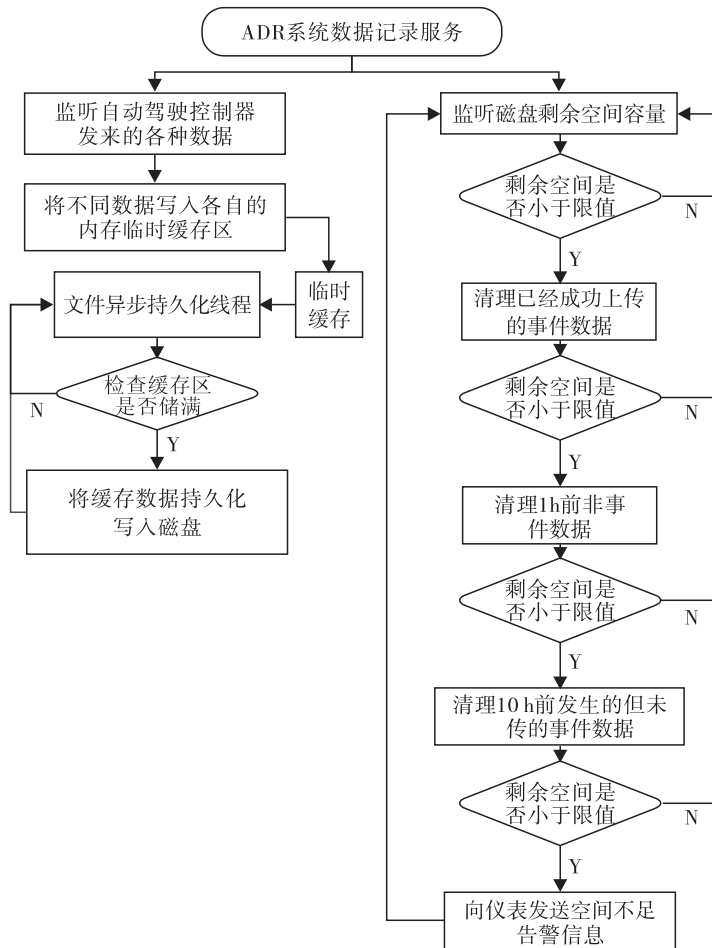 ADR系统数据记录服务
监听自动驾驶控制器
发来的各种数据
将不同数据写入各自的
内存临时缓存区
临时
缓存
文件异步持久化线程
检查缓存区
是否储满
N
Y
将缓存数据持久化
写入磁盘
监听磁盘剩余空间容量
剩余空间是
否小于限值
N
Y
清理已经成功上传
的事件数据
剩余空间是
否小于限值
N
Y
清理1h前非事
件数据
剩余空间是
否小于限值
N
Y
清理10 h前发生的但未
传的事件数据
剩余空间是
否小于限值
N
Y
向仪表发送空间不足
告警信息